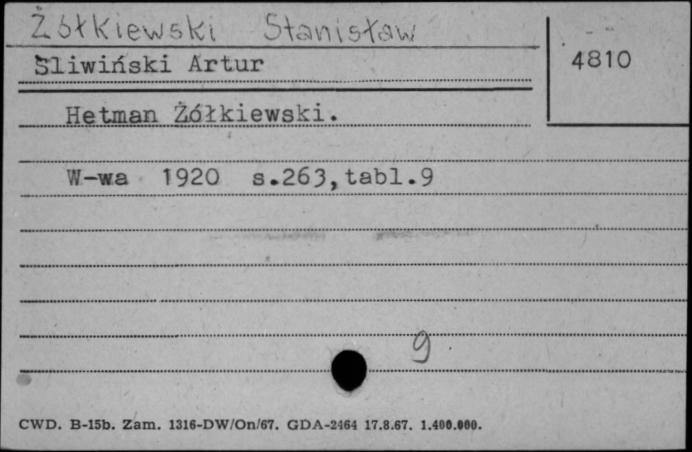 Żółkiewski Stanisław
4810
Śliwiński Artur
Hetman Żółkiewski.
W-wa 1920 s.263,tabl.9
9
CWD. B-15b. Zam. 1316-DW/On/67. GDA-2464 17.8.67. 1.400.000.